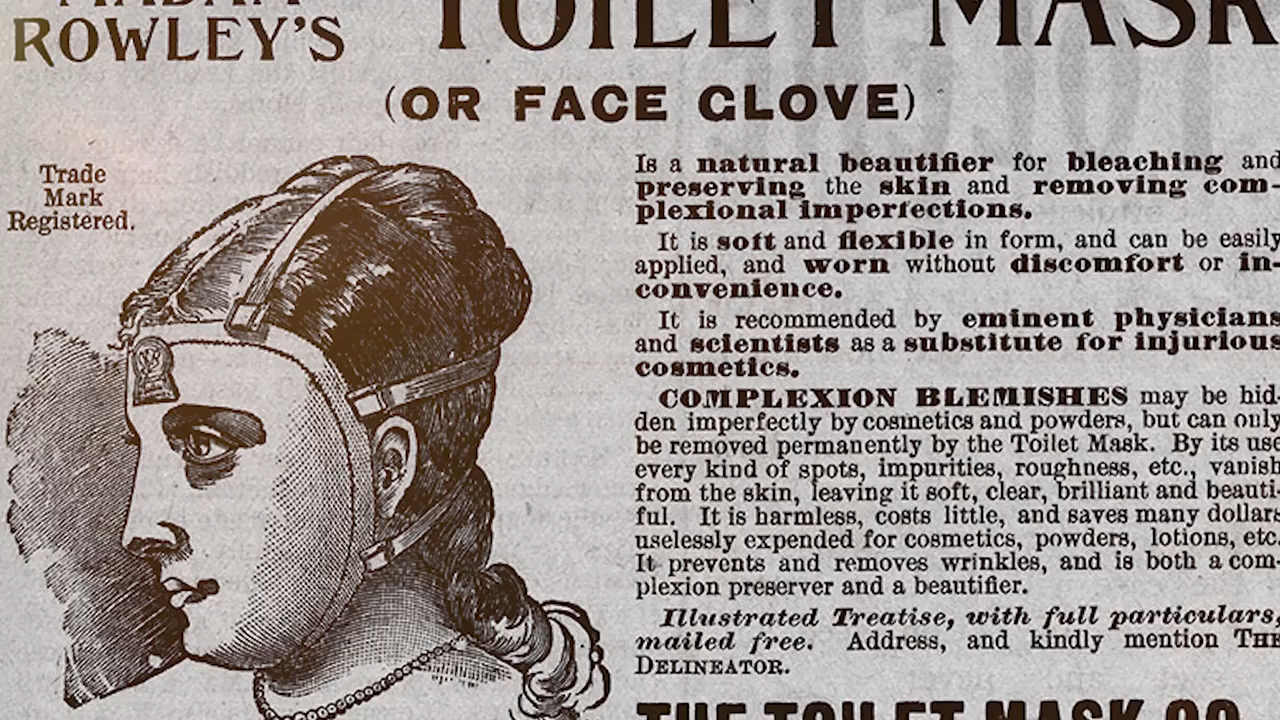 MADAM
ROWLEY'S
TOILET MASK
(OR FACE GLOVE)
Trade
Mark
Registered.
Is a natural beautifier for bleaching and
preserving the skin and removing com-
plexional imperfections.
It is soft and flexible in form, and can be easily
applied, and worn without discomfort or in-
convenience.
It is recommended by eminent physicians
and scientists as a substitute for injurious
cosmetics.
COMPLEXION BLEMISHES may be hid-
den imperfectly by cosmetics and powders, but can only
be removed permanently by the Toilet Mask. By its use
every kind of spots, impurities, roughness, etc., vanish
from the skin, leaving it soft, clear, brilliant and beauti-
ful. It is harmless, costs little, and saves many dollars
uselessly expended for cosmetics, powders, lotions, etc.
It prevents and removes wrinkles, and is both a com-
plexion preserver and a beautifier.
Illustrated Treatise, with full particulars,
mailed free. Address, and kindly mention THE
DELINEATOR.
THE TOILET MASK CO.